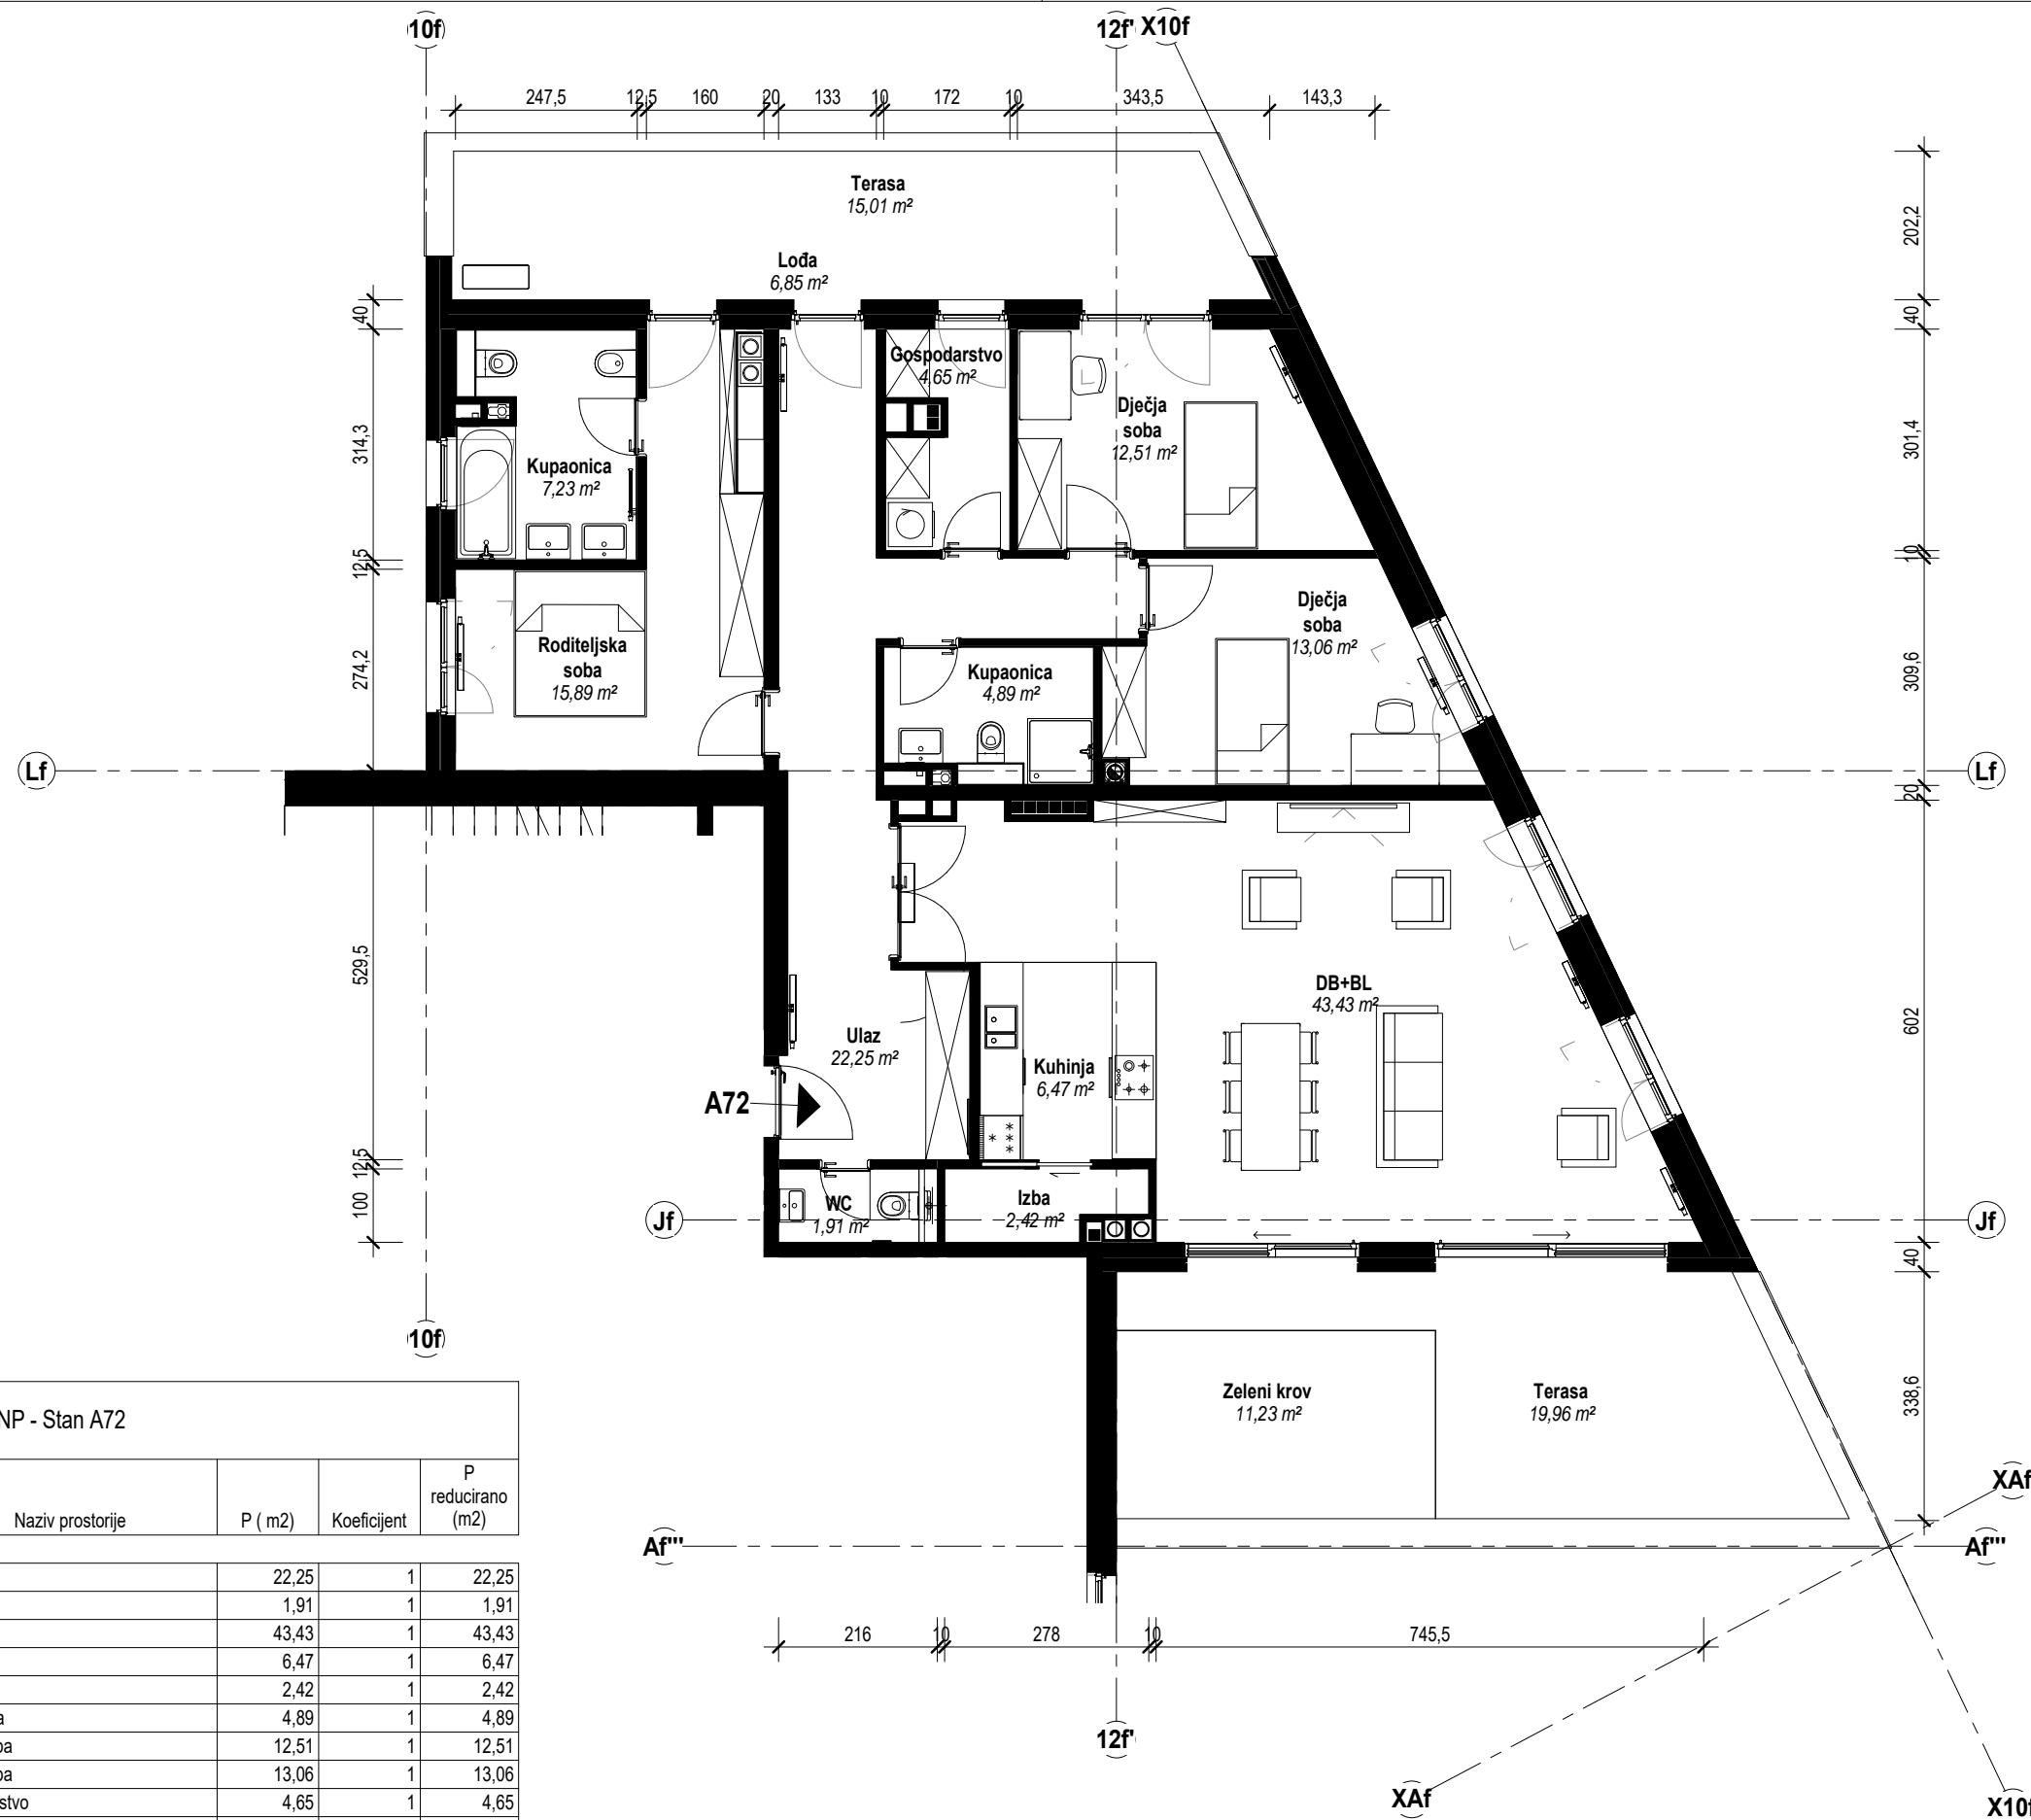 10f
12f'
X10f
247,5
12,5
160
20
133
10
172
10
343,5
143,3
Terasa
15,01 m²
202,2
Lođa
6,85 m²
40
40
Gospodarstvo
4,65 m²
Dječja
soba
12,51 m²
314,3
301,4
Kupaonica
7,23 m²
12,5
10
Dječja
soba
13,06 m²
Roditeljska
soba
15,89 m²
274,2
309,6
Kupaonica
4,89 m²
Lf
Lf
20
529,5
DB+BL
43,43 m²
602
Ulaz
22,25 m²
Kuhinja
6,47 m²
A72
12,5
100
WC
1,91 m²
Izba
2,42 m²
Jf
Jf
40
10f
Zeleni krov
11,23 m²
Terasa
19,96 m²
338,6
NP - Stan A72
Naziv prostorije
P ( m2)
Koeficijent
P
reducirano
(m2)
XAf
Af'''
Af'''
22,25 1 22,25
1,91 1 1,91
43,43 1 43,43
6,47 1 6,47
2,42 1 2,42
a 4,89 1 4,89
ba 12,51 1 12,51
ba 13,06 1 13,06
stvo 4,65 1 4,65
216
10
278
10
745,5
12f'
XAf
X10f